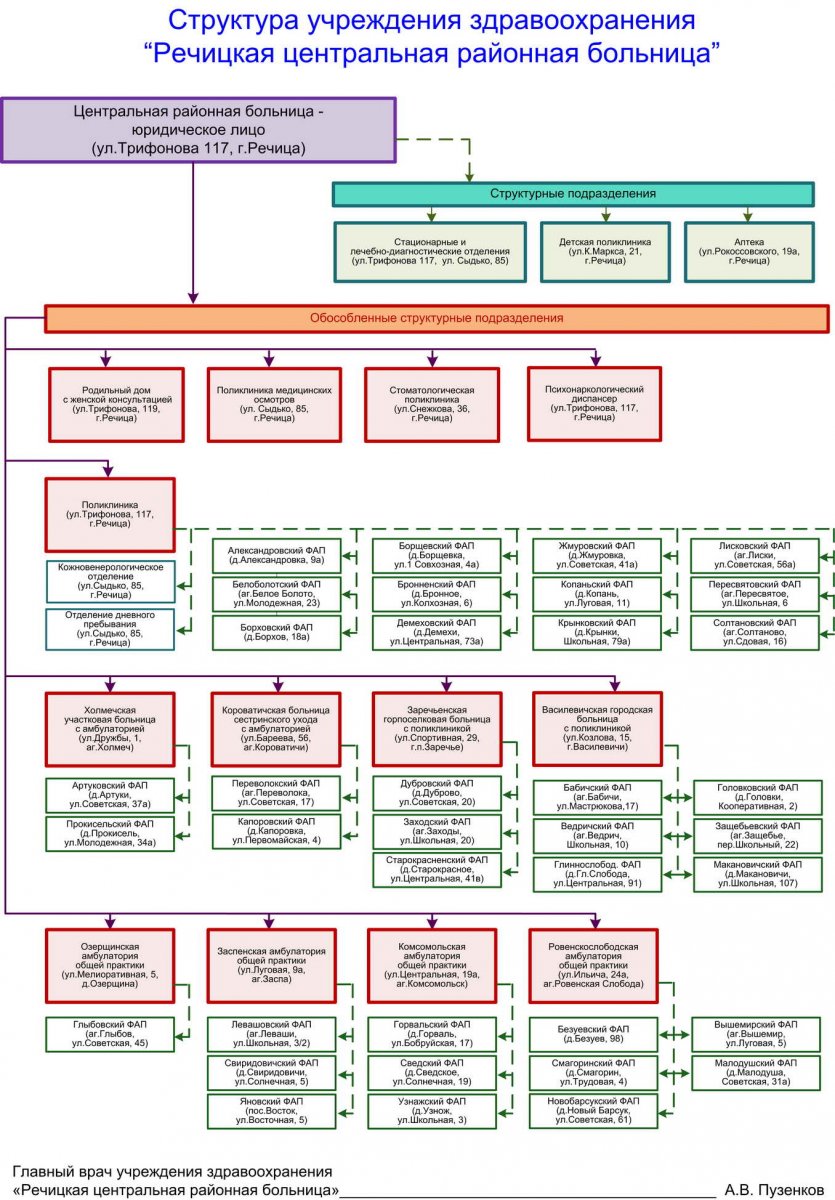 Структура учреждения здравоохранения
“Речицкая центральная районная больница”
Центральная районная больница -
юридическое лицо
(ул.Трифонова 117, г.Речица)
Структурные подразделения
Стационарные и
лечебно-диагностические отделения
(ул.Трифонова 117, ул. Сыдько, 85)
Детская поликлиника
(ул.К.Маркса, 21,
г.Речица)
Аптека
(ул.Рокоссовского, 19а,
г.Речица)
Обособленные структурные подразделения
Родильный дом
с женской консультацией
(ул.Трифонова, 119,
г.Речица)
Поликлиника медицинских
осмотров
(ул. Сыдько, 85,
г.Речица)
Стоматологическая
поликлиника
(ул.Снежкова, 36,
г.Речица)
Психонаркологический
диспансер
(ул.Трифонова, 117,
г.Речица)
Поликлиника
(ул.Трифонова, 117,
г.Речица)
Кожновенерологическое
отделение
(ул.Сыдько, 85,
г.Речица)
Отделение дневного
пребывания
(ул.Сыдько, 85,
г.Речица)
Александровский ФАП
(д.Александровка, 9а)
Белоболотский ФАП
(аг.Белое Болото,
ул.Молодежная, 23)
Борховский ФАП
(д.Борхов, 18а)
Борщевский ФАП
(д.Борщевка,
ул.1 Совхозная, 4а)
Бронненский ФАП
(д.Бронное,
ул.Колхозная, 6)
Демеховский ФАП
(д.Демехи,
ул.Центральная, 73а)
Жмуровский ФАП
(д.Жмуровка,
ул.Советская, 41а)
Копаньский ФАП
(д.Копань,
ул.Луговая, 11)
Крынковский ФАП
(д.Крынки,
Школьная, 79а)
Лисковский ФАП
(аг.Лиски,
ул.Советская, 56а)
Пересвятовский ФАП
(аг.Пересвятое,
ул.Школьная, 6
Солтановский ФАП
(аг.Солтаново,
ул.Сдовая, 16)
Холмечская
участковая больница
с амбулаторией
(ул.Дружбы, 1,
аг.Холмеч)
Артуковский ФАП
(д.Артуки,
ул.Советская, 37а)
Прокисельский ФАП
(д.Прокисель,
ул.Молодежная, 34а)
Короватичская больница
сестринского ухода
с амбулаторией
(ул.Бареева, 56,
аг.Короватичи)
Переволокский ФАП
(аг.Переволока,
ул.Советская, 17)
Капоровский ФАП
(д.Капоровка,
ул.Первомайская, 4)
Заречьенская
горпоселковая больница
с поликлиникой
(ул.Спортивная, 29,
г.п.Заречье)
Дубровский ФАП
(д.Дуброво,
ул.Советская, 20)
Заходский ФАП
(аг.Заходы,
ул.Школьная, 20)
Старокрасненский ФАП
(д.Старокрасное,
ул.Центральная, 41в)
Василевичская городская
больница
с поликлиникой
(ул.Козлова, 15,
г.Василевичи)
Бабичский ФАП
(аг.Бабичи,
ул.Мастрюкова,17)
Ведричский ФАП
(аг.Ведрич,
Школьная, 10)
Глиннослобод. ФАП
(д.Гл.Слобода,
ул.Центральная, 91)
Головковский ФАП
(д.Головки,
Кооперативная, 2)
Защебьевский ФАП
(аг.Защебье,
пер.Школьный, 22)
Макановичский ФАП
(д.Макановичи,
ул.Школьная, 107)
Озерщинская
амбулатория
общей практики
(ул.Мелиоративная, 5,
д.Озерщина)
Глыбовский ФАП
(аг.Глыбов,
ул.Советская, 45)
Заспенская амбулатория
общей практики
(ул.Луговая, 9а,
аг.Заспа)
Левашовский ФАП
(аг.Леваши,
ул.Школьная, 3/2)
Свиридовичский ФАП
(д.Свиридовичи,
ул.Солнечная, 5)
Яновский ФАП
(пос.Восток,
ул.Восточная, 5)
Комсомольская
амбулатория
общей практики
(ул.Центральная, 19а,
аг.Комсомольск)
Горвальский ФАП
(д.Горваль,
ул.Бобруйская, 17)
Сведский ФАП
(д.Сведское,
ул.Солнечная, 19)
Узнажский ФАП
(д.Узнож,
ул.Школьная, 3)
Ровенскослободская
амбулатория
общей практики
(ул.Ильича, 24а,
аг.Ровенская Слобода)
Безуевский ФАП
(д.Безуев, 98)
Смагоринский ФАП
(д.Смагорин,
ул.Трудовая, 4)
Новобарсукский ФАП
(д.Новый Барсук,
ул.Советская, 61)
Вышемирский ФАП
(аг.Вышемир,
ул.Луговая, 5)
Малодушский ФАП
(д.Малодуша,
Советская, 31а)
Главный врач учреждения здравоохранения
«Речицкая центральная районная больница»____________ А.В. Пузенков